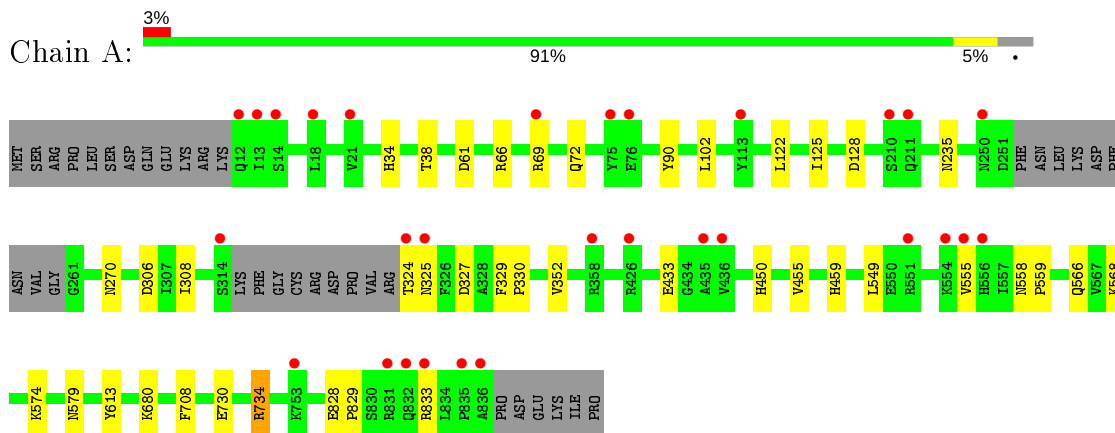 3%
Chain A:
91% 5% •
MET SER ARG PRO LEU SER ASP GLN GLU LYS ARG LYS Q12 I13 S14 L18 V21 H34 T38 D61 R66 R69 Q72 Y75 E76 Y90 L102 Y113 L122 I125 D128 S210 Q211 N235 N250 D251 PHE ASN LEU LYS ASP PHE
ASN VAL GLY G261 N270 D306 I307 I308 S314 LYS PHE GLY CYS ARG ASP PRO VAL ARG T324 N325 F326 D327 A328 F329 P330 V352 R358 R426 E433 G434 A435 V436 H450 V455 H459 L549 E550 R551 K554 V555 H556 I557 N558 P559 Q566 V567 K568
K574 N579 Y613 K680 F708 E730 R734 K753 E828 P829 S830 R831 Q832 R833 L834 P835 A836 PRO ASP GLU LYS ILE PRO